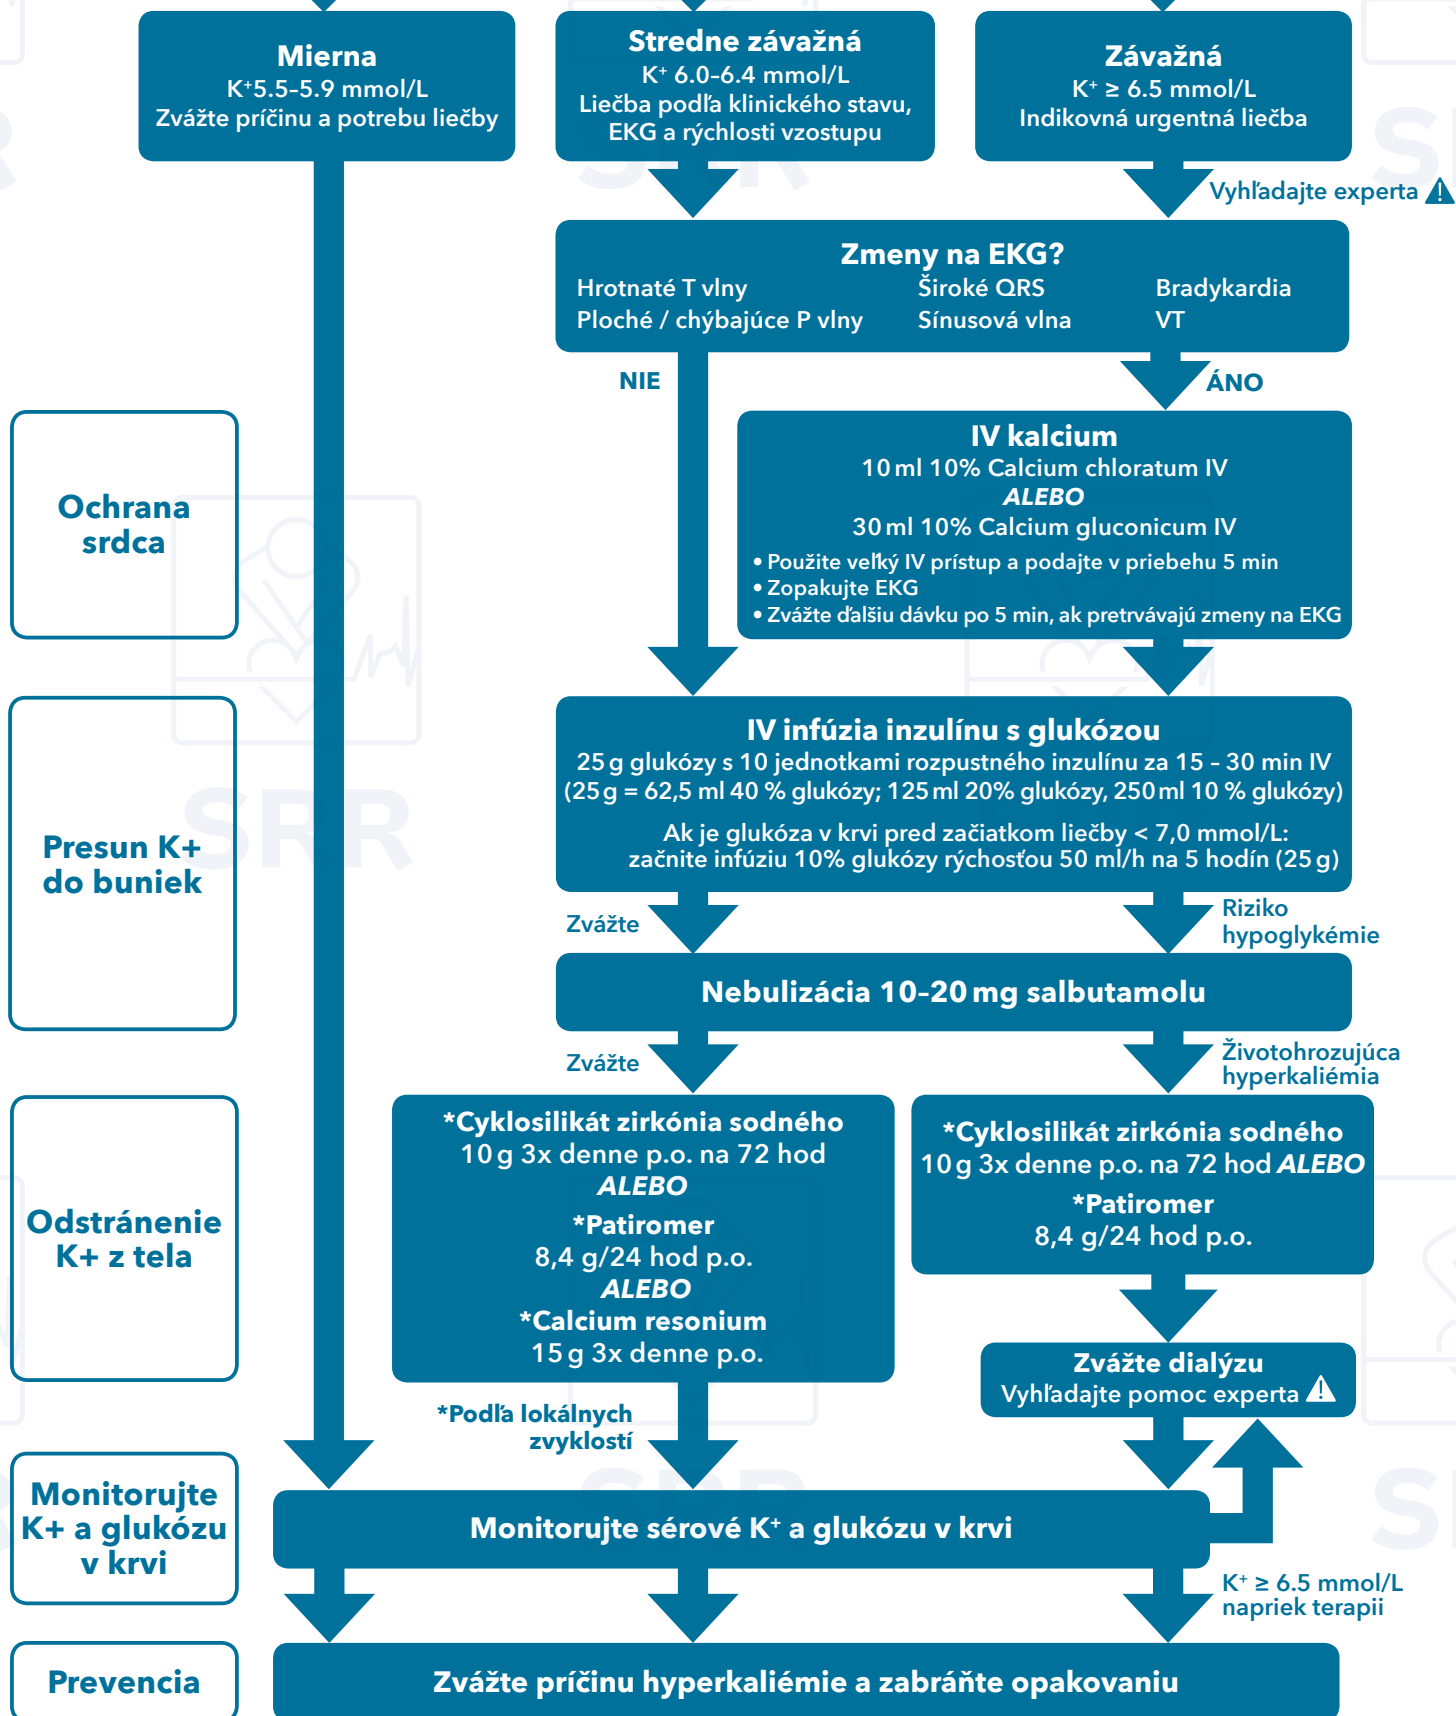 Mierna
K⁺5.5–5.9 mmol/L
Zvážte príčinu a potrebu liečby
Stredne závažná
K⁺ 6.0–6.4 mmol/L
Liečba podľa klinického stavu,
EKG a rýchlosti vzostupu
Závažná
K⁺ ≥ 6.5 mmol/L
Indikovná urgentná liečba
Vyhľadajte experta
Zmeny na EKG?
Hrotnaté T vlny
Široké QRS
Bradykardia
Ploché / chýbajúce P vlny
Sínusová vlna
VT
NIE
ÁNO
Ochrana
srdca
IV kalcium
10 ml 10% Calcium chloratum IV
ALEBO
30 ml 10% Calcium gluconicum IV
• Použite veľký IV prístup a podajte v priebehu 5 min
• Zopakujte EKG
• Zvážte ďalšiu dávku po 5 min, ak pretrvávajú zmeny na EKG
Presun K+
do buniek
IV infúzia inzulínu s glukózou
25 g glukózy s 10 jednotkami rozpustného inzulínu za 15 – 30 min IV
(25 g = 62,5 ml 40 % glukózy; 125 ml 20% glukózy, 250 ml 10 % glukózy)
Ak je glukóza v krvi pred začiatkom liečby < 7,0 mmol/L:
začnite infúziu 10% glukózy rýchosťou 50 ml/h na 5 hodín (25 g)
Zvážte
Riziko
hypoglykémie
Nebulizácia 10–20 mg salbutamolu
Zvážte
Životohrozujúca
hyperkaliémia
Odstránenie
K+ z tela
*Cyklosilikát zirkónia sodného
10 g 3x denne p.o. na 72 hod
ALEBO
*Patiromer
8,4 g/24 hod p.o.
ALEBO
*Calcium resonium
15 g 3x denne p.o.
*Cyklosilikát zirkónia sodného
10 g 3x denne p.o. na 72 hod ALEBO
*Patiromer
8,4 g/24 hod p.o.
Zvážte dialýzu
Vyhľadajte pomoc experta
*Podľa lokálnych
zvyklostí
Monitorujte
K+ a glukózu
v krvi
Monitorujte sérové K⁺ a glukózu v krvi
K⁺ ≥ 6.5 mmol/L
napriek terapii
Prevencia
Zvážte príčinu hyperkaliémie a zabráňte opakovaniu
SRR
SRR
SRR